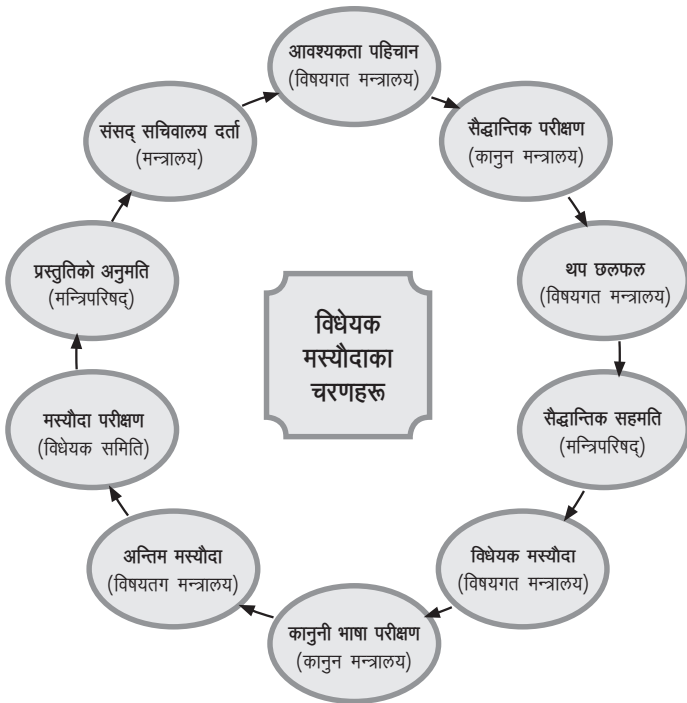 आवश्यकता पहिचान
(विषयगत मन्त्रालय)
सैद्धान्तिक परीक्षण
(कानुन मन्त्रालय)
थप छलफल
(विषयगत मन्त्रालय)
सैद्धान्तिक सहमति
(मन्त्रिपरिषद्)
विधेयक मस्यौदा
(विषयगत मन्त्रालय)
कानुनी भाषा परीक्षण
(कानुन मन्त्रालय)
अन्तिम मस्यौदा
(विषयतग मन्त्रालय)
मस्यौदा परीक्षण
(विधेयक समिति)
प्रस्तुतिको अनुमति
(मन्त्रिपरिषद्)
संसद् सचिवालय दर्ता
(मन्त्रालय)
विधेयक
मस्यौदाका
चरणहरू